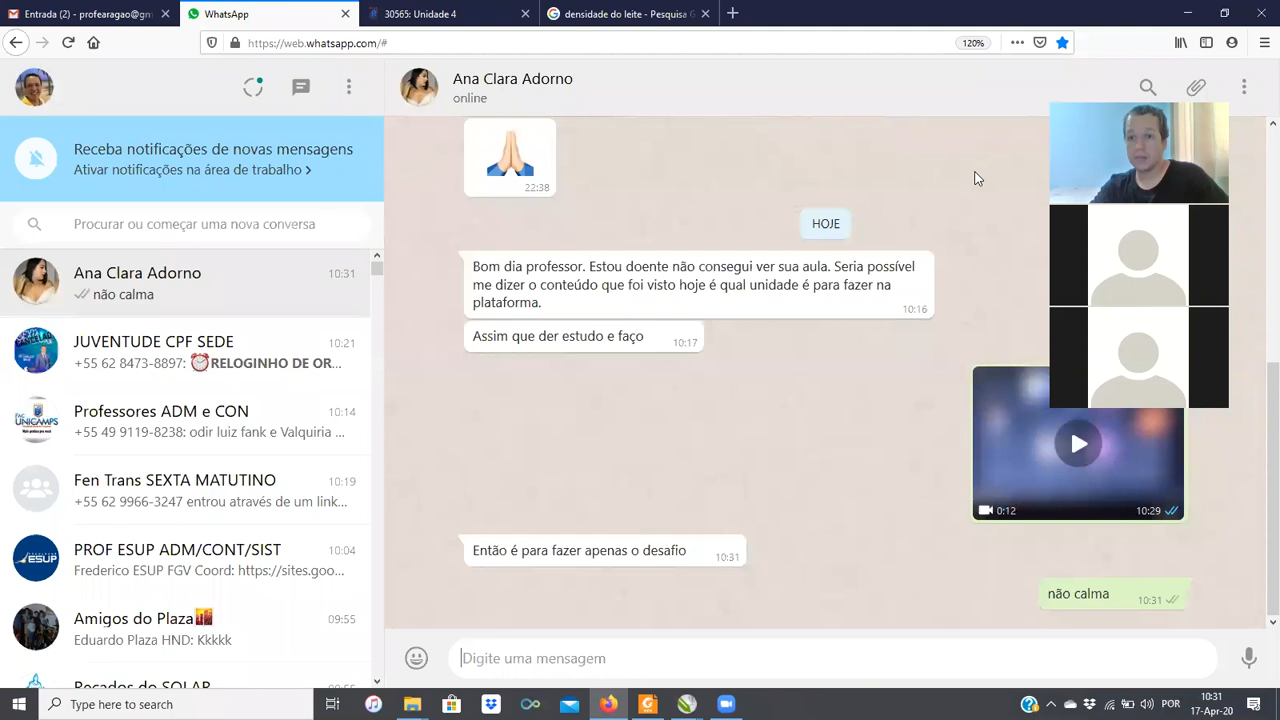 Entrada (2) - profearagao@gm
WhatsApp
30565: Unidade 4
densidade do leite - Pesquisa G
https://web.whatsapp.com/#
120%
Ana Clara Adorno
online
Receba notificações de novas mensagens
Ativar notificações na área de trabalho >
Procurar ou começar uma nova conversa
Ana Clara Adorno 10:31
não calma
JUVENTUDE CPF SEDE 10:21
+55 62 8473-8897: ⏰RELOGINHO DE OR...
Professores ADM e CON 10:14
+55 49 9119-8238: odir luiz fank e Valquiria ...
Fen Trans SEXTA MATUTINO 10:19
+55 62 9966-3247 entrou através de um link...
PROF ESUP ADM/CONT/SIST 10:04
Frederico ESUP FGV Coord: https://sites.goo...
Amigos do Plaza🌇 09:55
Eduardo Plaza HND: Kkkkk
Recados do SOLAR
UNICAMPS
ESUP
22:38
HOJE
Bom dia professor. Estou doente não consegui ver sua aula. Seria possível
me dizer o conteúdo que foi visto hoje é qual unidade é para fazer na
plataforma.
10:16
Assim que der estudo e faço 10:17
0:12 10:29
Então é para fazer apenas o desafio 10:31
não calma 10:31
Digite uma mensagem
Type here to search
POR
10:31
17-Apr-20